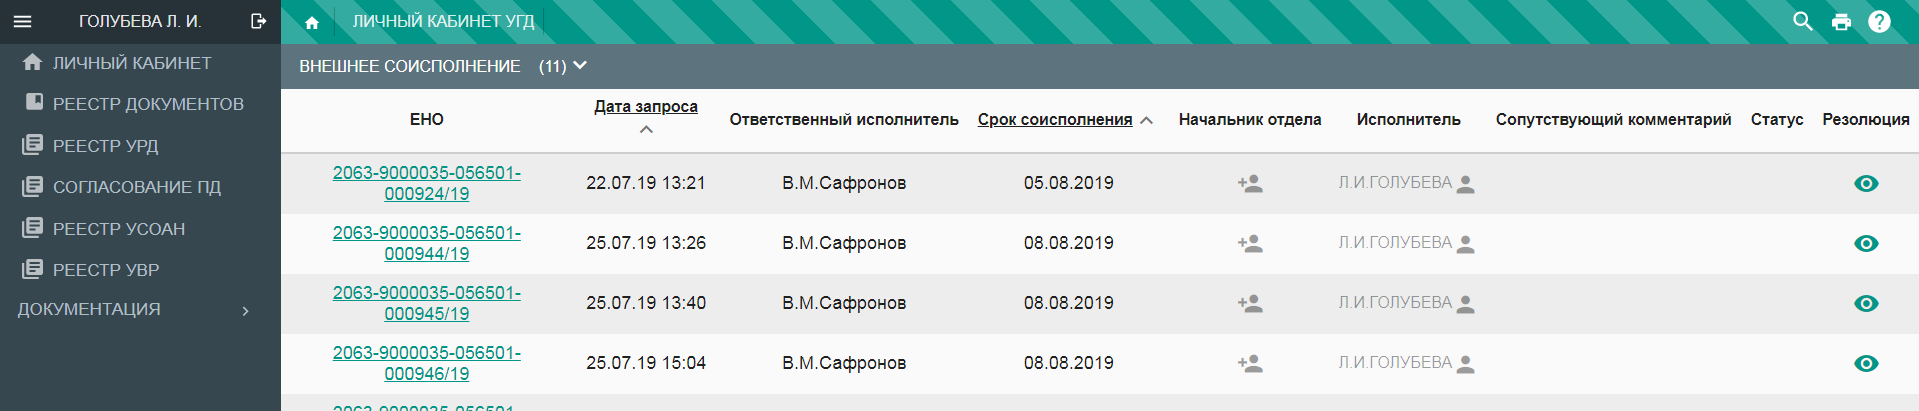 ГОЛУБЕВА Л. И.
ЛИЧНЫЙ КАБИНЕТ УГД
ЛИЧНЫЙ КАБИНЕТ
РЕЕСТР ДОКУМЕНТОВ
РЕЕСТР УРД
СОГЛАСОВАНИЕ ПД
РЕЕСТР УСОАН
РЕЕСТР УВР
ДОКУМЕНТАЦИЯ
ВНЕШНЕЕ СОИСПОЛНЕНИЕ (11)
ЕНО Дата запроса Ответственный исполнитель Срок соисполнения Начальник отдела Исполнитель Сопутствующий комментарий Статус Резолюция
2063-9000035-056501-
000924/19 22.07.19 13:21 В.М.Сафронов 05.08.2019 Л.И.ГОЛУБЕВА
2063-9000035-056501-
000944/19 25.07.19 13:26 В.М.Сафронов 08.08.2019 Л.И.ГОЛУБЕВА
2063-9000035-056501-
000945/19 25.07.19 13:40 В.М.Сафронов 08.08.2019 Л.И.ГОЛУБЕВА
2063-9000035-056501-
000946/19 25.07.19 15:04 В.М.Сафронов 08.08.2019 Л.И.ГОЛУБЕВА